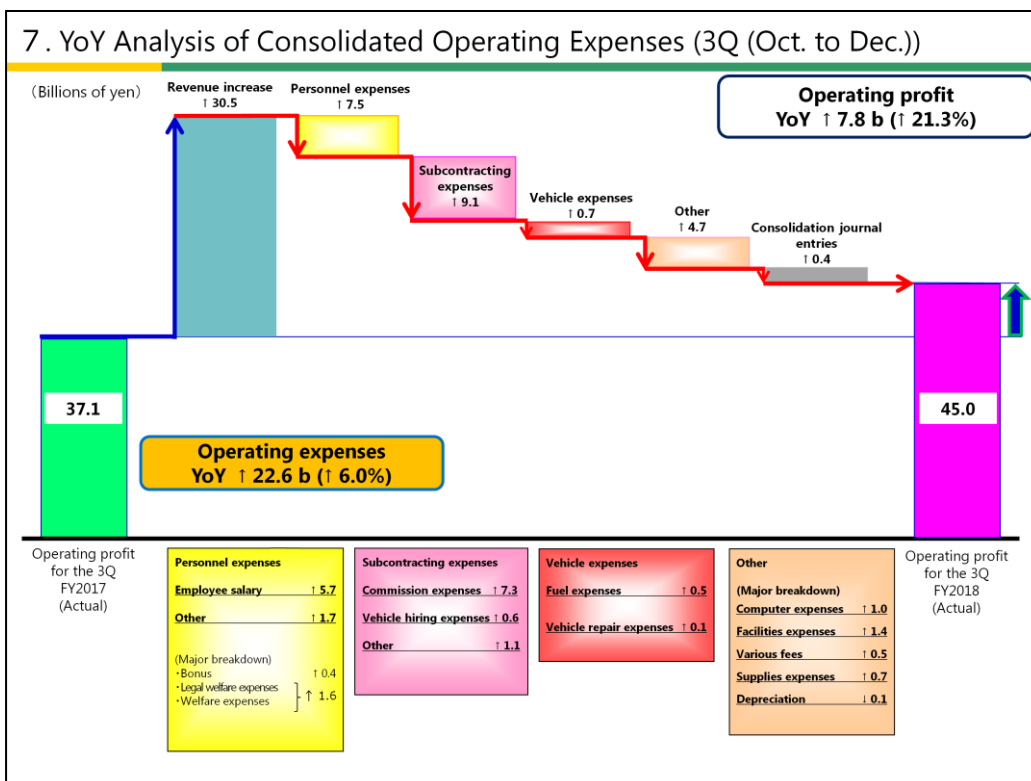 7. YoY Analysis of Consolidated Operating Expenses (3Q (Oct. to Dec.))
(Billions of yen)
Revenue increase
↑ 30.5
Personnel expenses
↑ 7.5
Operating profit
YoY ↑ 7.8 b (↑ 21.3%)
Subcontracting
expenses
↑ 9.1
Vehicle expenses
↑ 0.7
Other
↑ 4.7
Consolidation journal
entries
↑ 0.4
37.1
45.0
Operating expenses
YoY ↑ 22.6 b (↑ 6.0%)
Operating profit
for the 3Q
FY2017
(Actual)
Personnel expenses
Employee salary ↑ 5.7
Other ↑ 1.7
(Major breakdown)
・Bonus ↑ 0.4
・Legal welfare expenses
・Welfare expenses
↑ 1.6
Subcontracting expenses
Commission expenses ↑ 7.3
Vehicle hiring expenses ↑ 0.6
Other ↑ 1.1
Vehicle expenses
Fuel expenses ↑ 0.5
Vehicle repair expenses ↑ 0.1
Other
(Major breakdown)
Computer expenses ↑ 1.0
Facilities expenses ↑ 1.4
Various fees ↑ 0.5
Supplies expenses ↑ 0.7
Depreciation ↓ 0.1
Operating profit
for the 3Q
FY2018
(Actual)